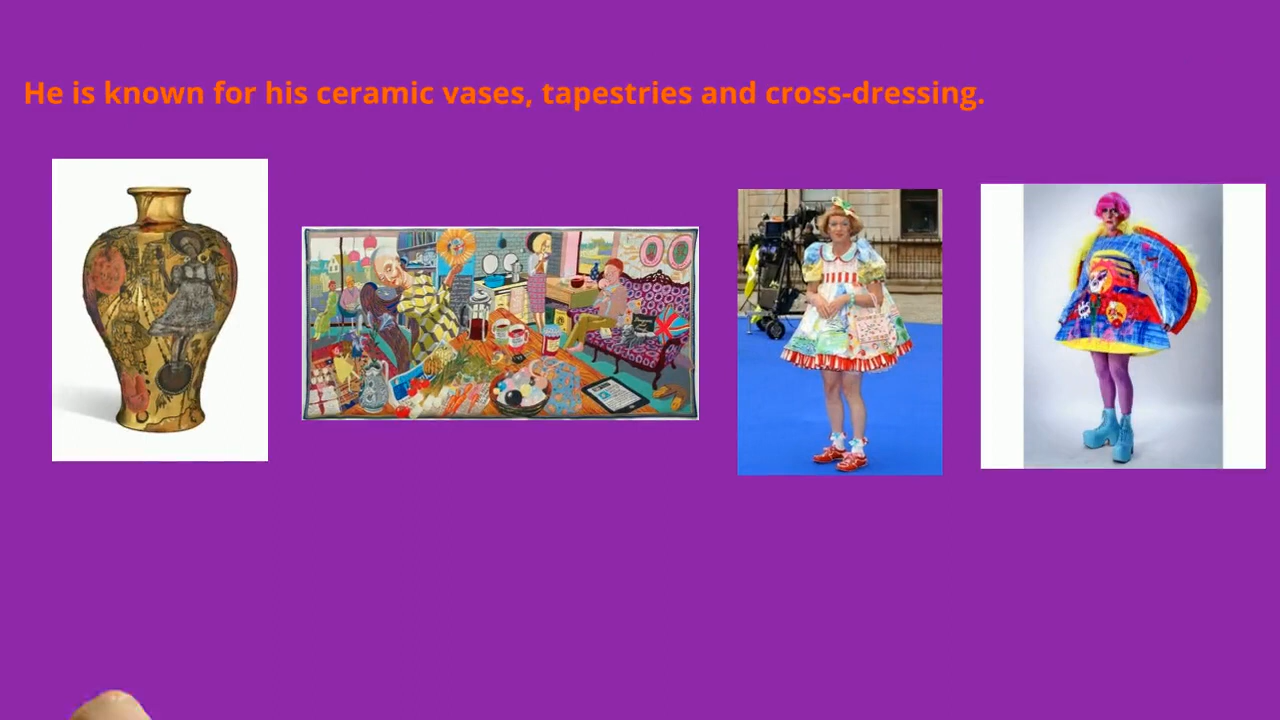 He is known for his ceramic vases, tapestries and cross-dressing.